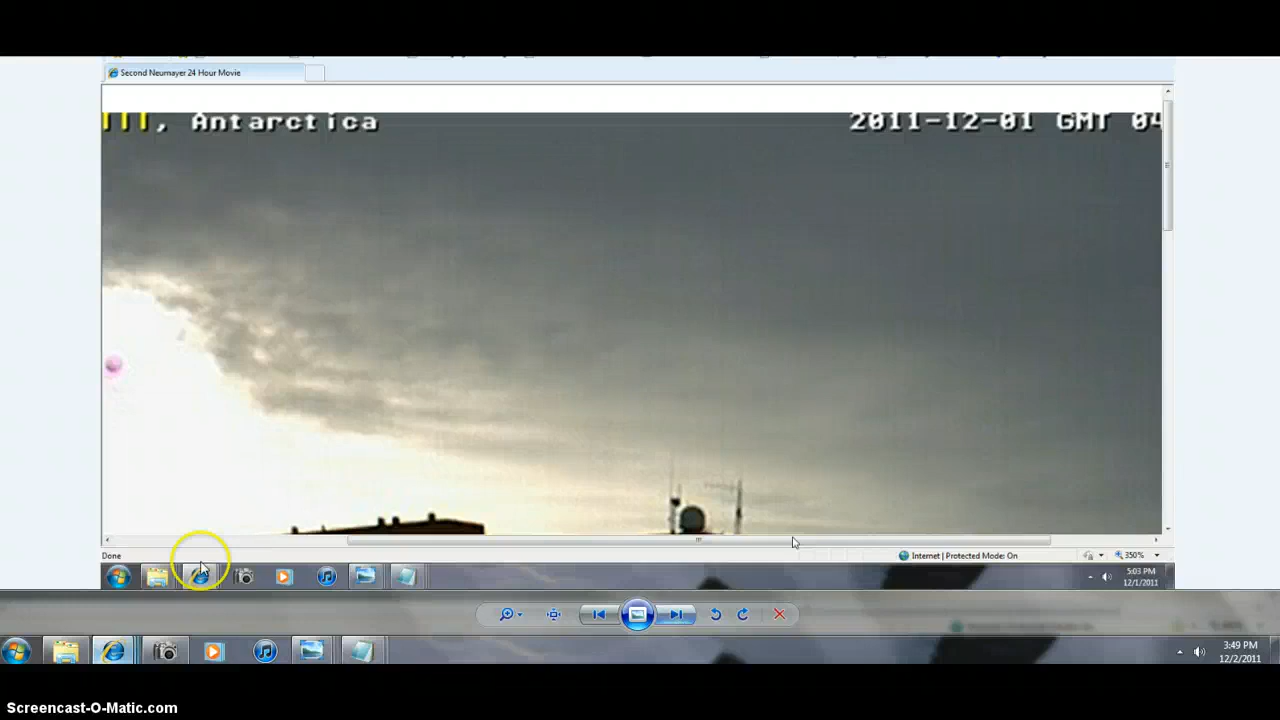 Second Neumayer 24 Hour Movie
III, Antarctica
2011-12-01 GMT 04
Done
Internet | Protected Mode: On
350%
5:03 PM
12/1/2011
3:49 PM
12/2/2011
Screencast-O-Matic.com